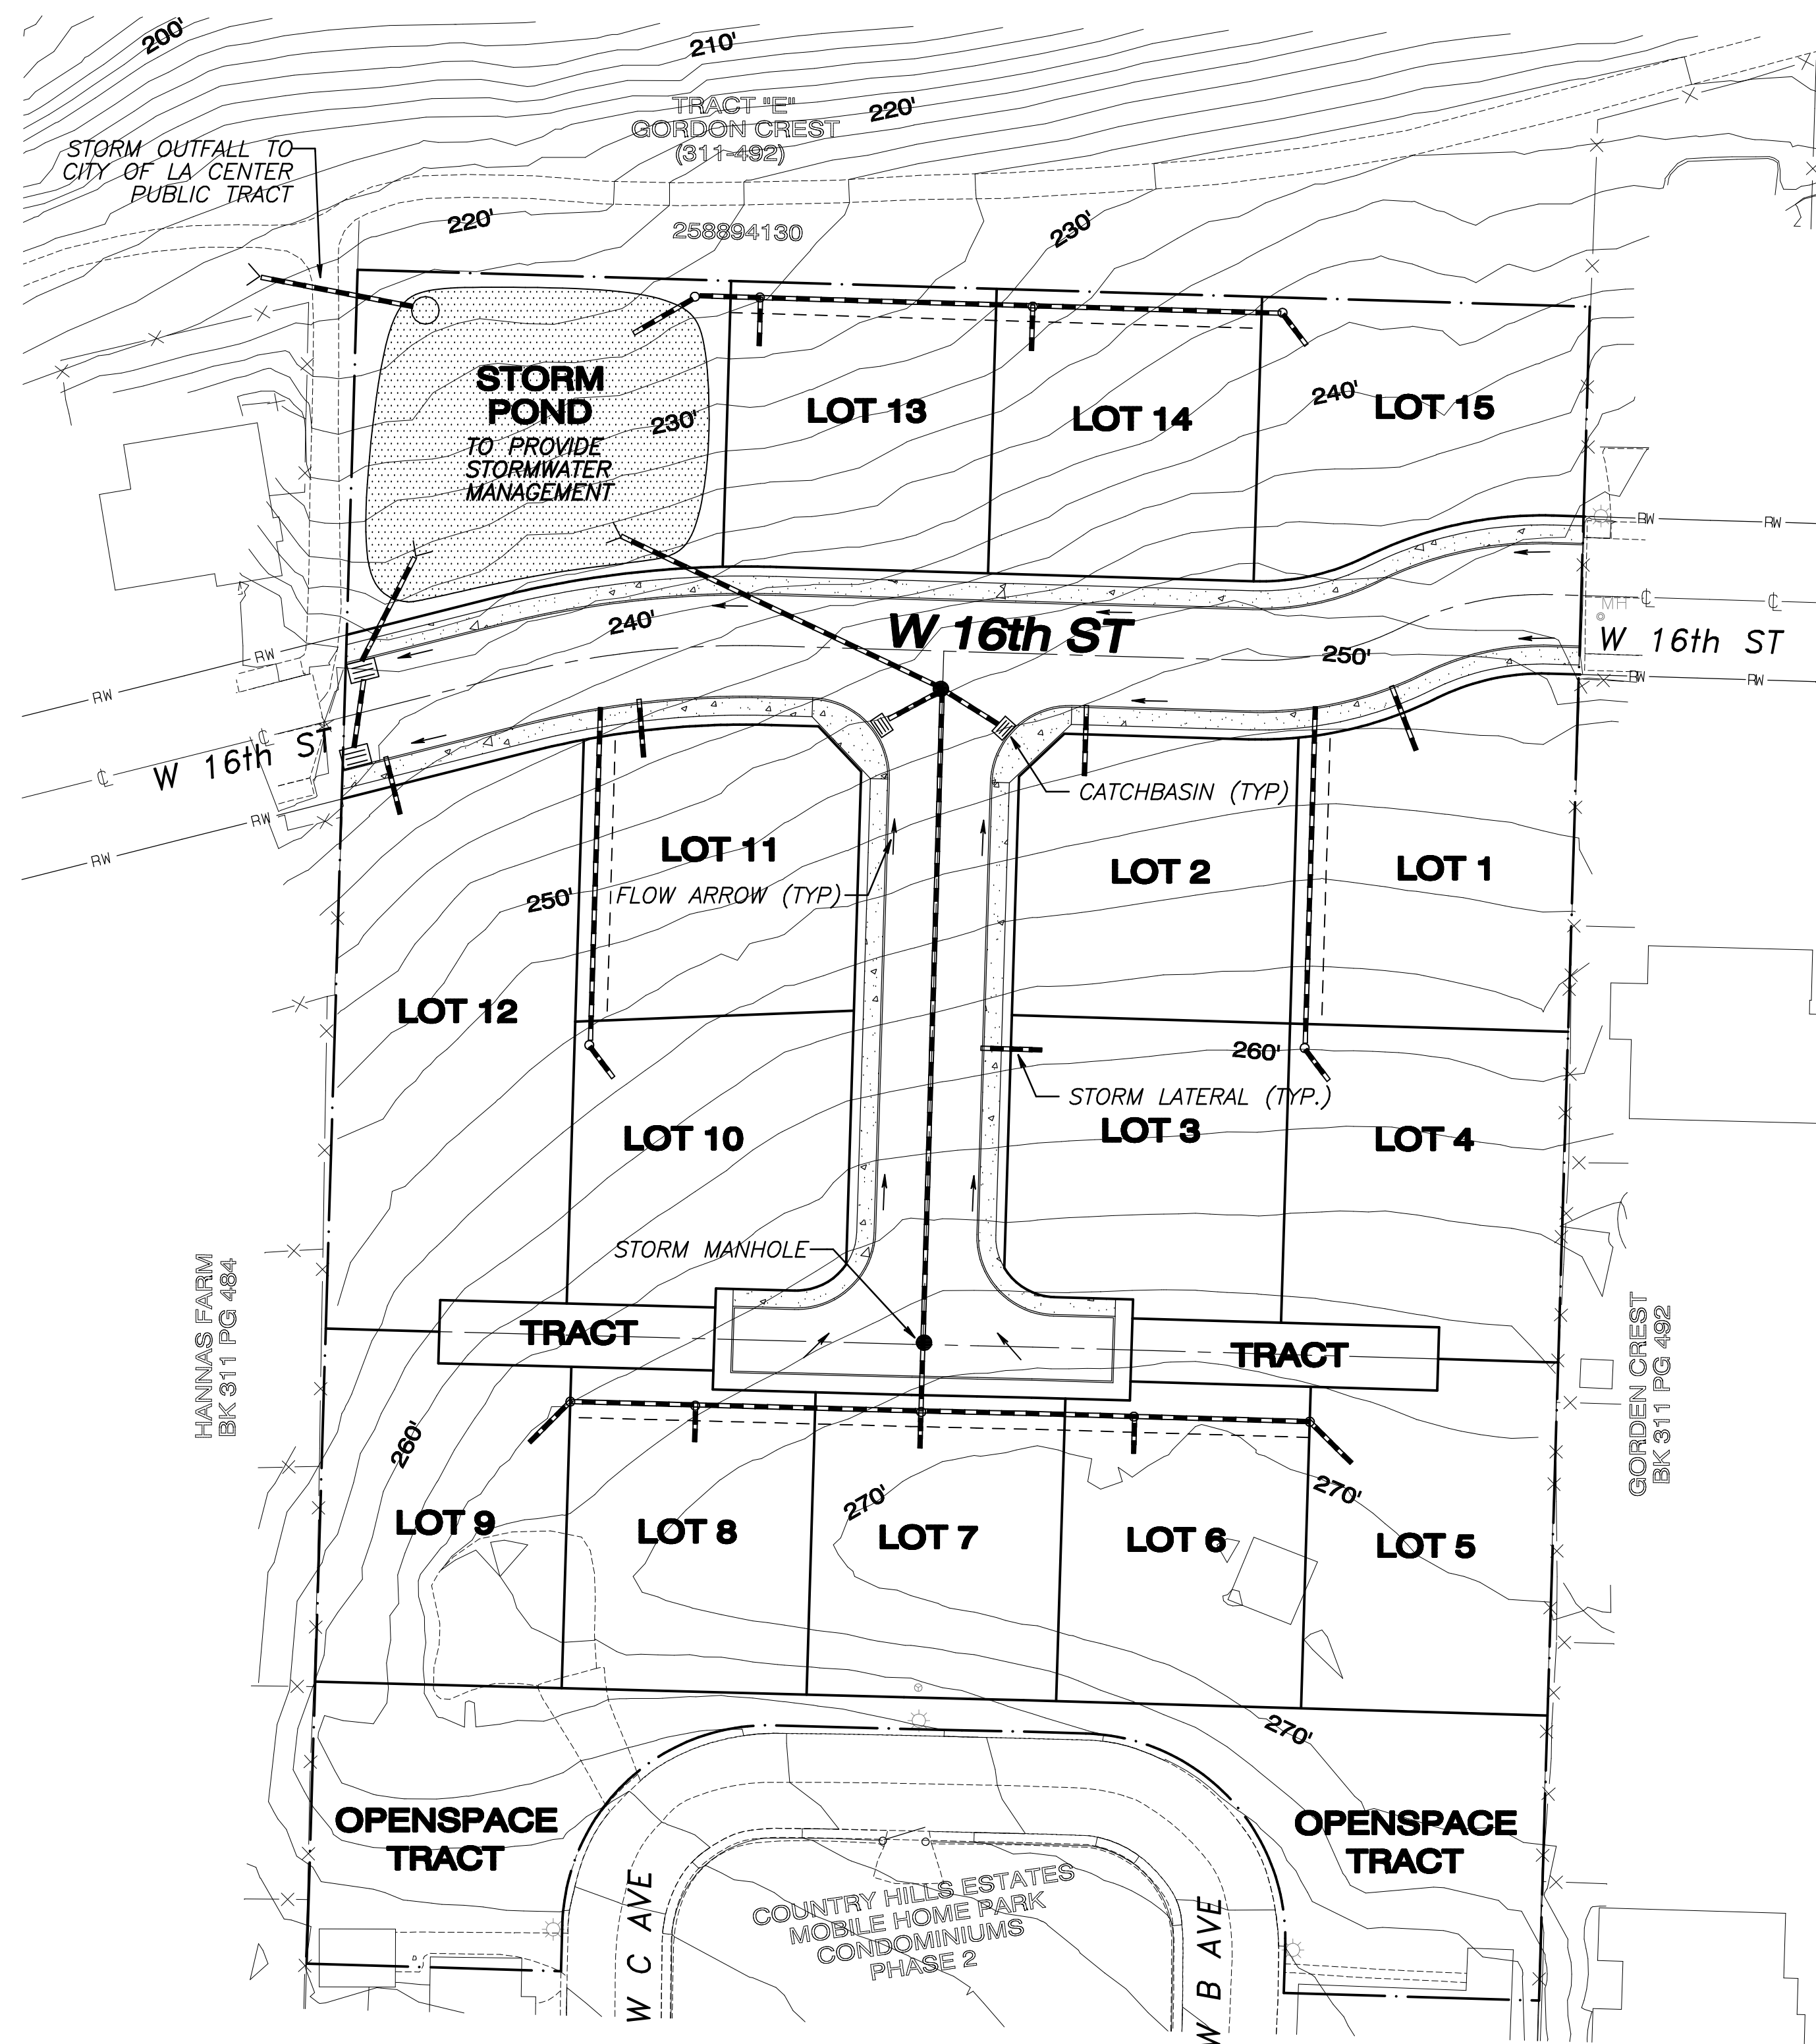 200'
210'
TRACT "E"
GORDON CREST
(311-492)
220'
STORM OUTFALL TO
CITY OF LA CENTER
PUBLIC TRACT
220'
258894130
230'
STORM
POND
TO PROVIDE
STORMWATER
MANAGEMENT
230'
LOT 13
LOT 14
240'
LOT 15
RW
RW
240'
W 16th ST
250'
MH
℄
℄
W 16th ST
RW
RW
RW
RW
℄
℄
W 16th ST
RW
RW
CATCHBASIN (TYP)
LOT 11
LOT 2
LOT 1
FLOW ARROW (TYP)
250'
LOT 12
260'
STORM LATERAL (TYP.)
LOT 10
LOT 3
LOT 4
STORM MANHOLE
HANNAS FARM
BK 311 PG 484
TRACT
TRACT
GORDEN CREST
BK 311 PG 492
260'
270'
270'
LOT 9
LOT 8
LOT 7
LOT 6
LOT 5
270'
OPENSPACE
TRACT
OPENSPACE
TRACT
W C AVE
COUNTRY HILLS ESTATES
MOBILE HOME PARK
CONDOMINIUMS
PHASE 2
W B AVE